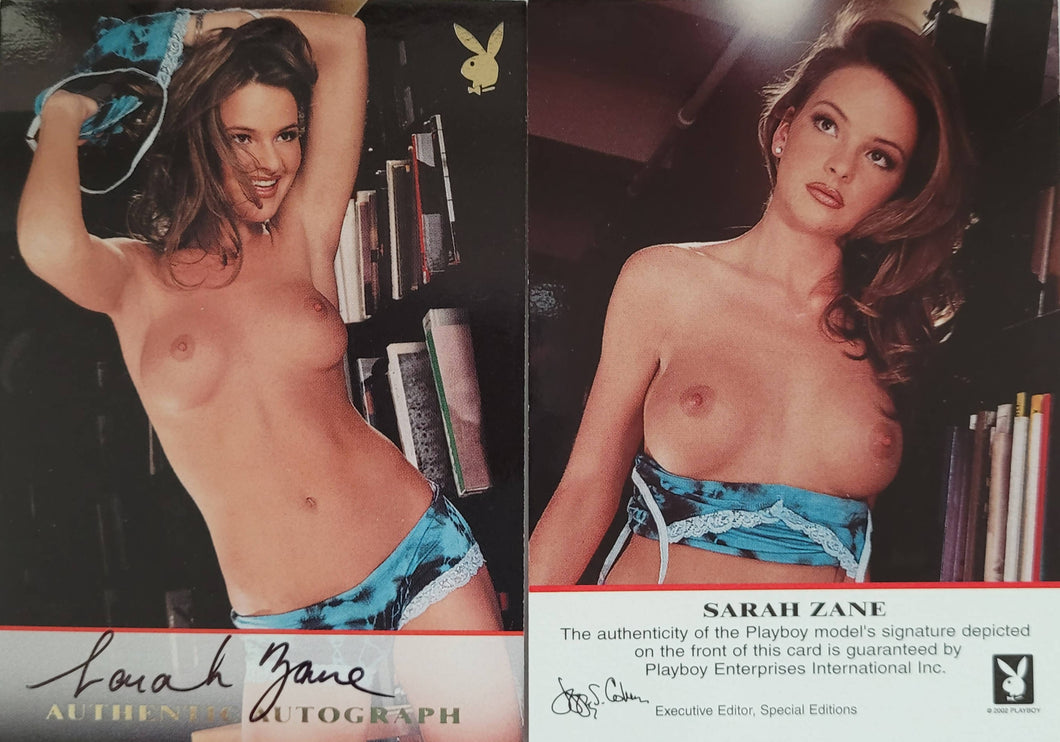 Sarah Zane
AUTHENTIC AUTOGRAPH
SARAH ZANE
The authenticity of the Playboy model's signature depicted
on the front of this card is guaranteed by
Playboy Enterprises International Inc.
Executive Editor, Special Editions
© 2002 PLAYBOY